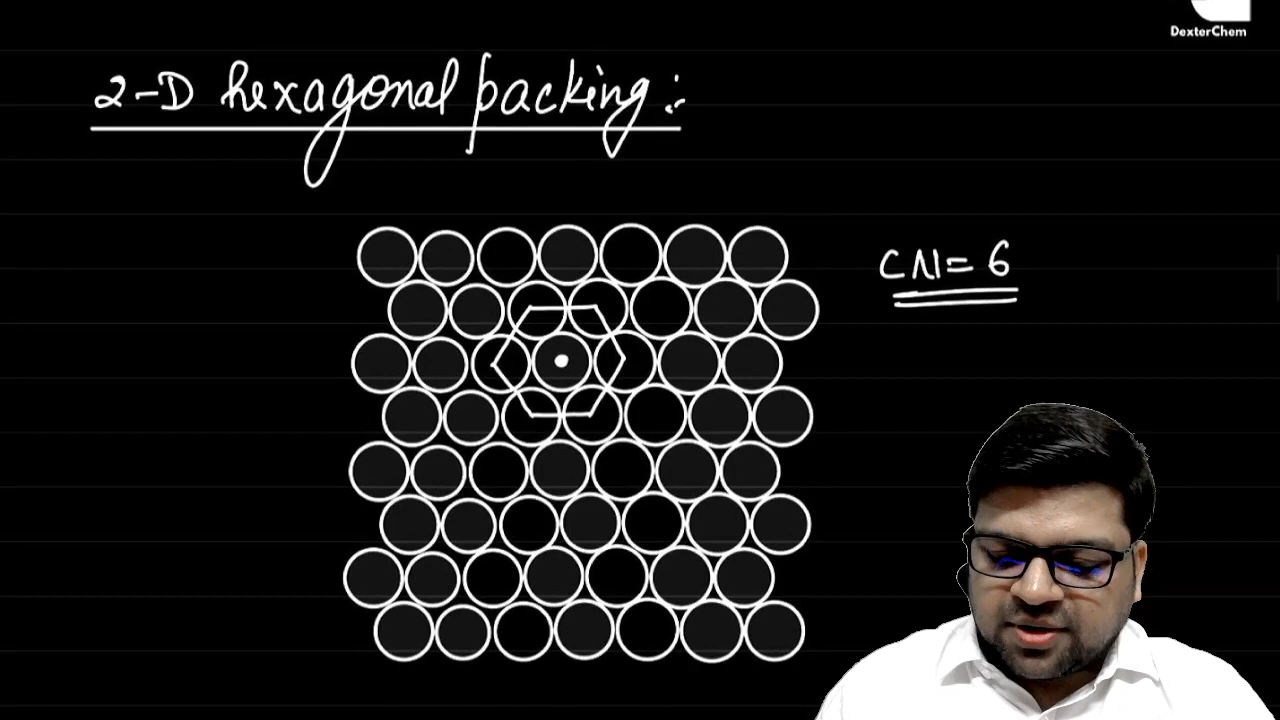 DexterChem
2-D hexagonal packing :-
CN = 6